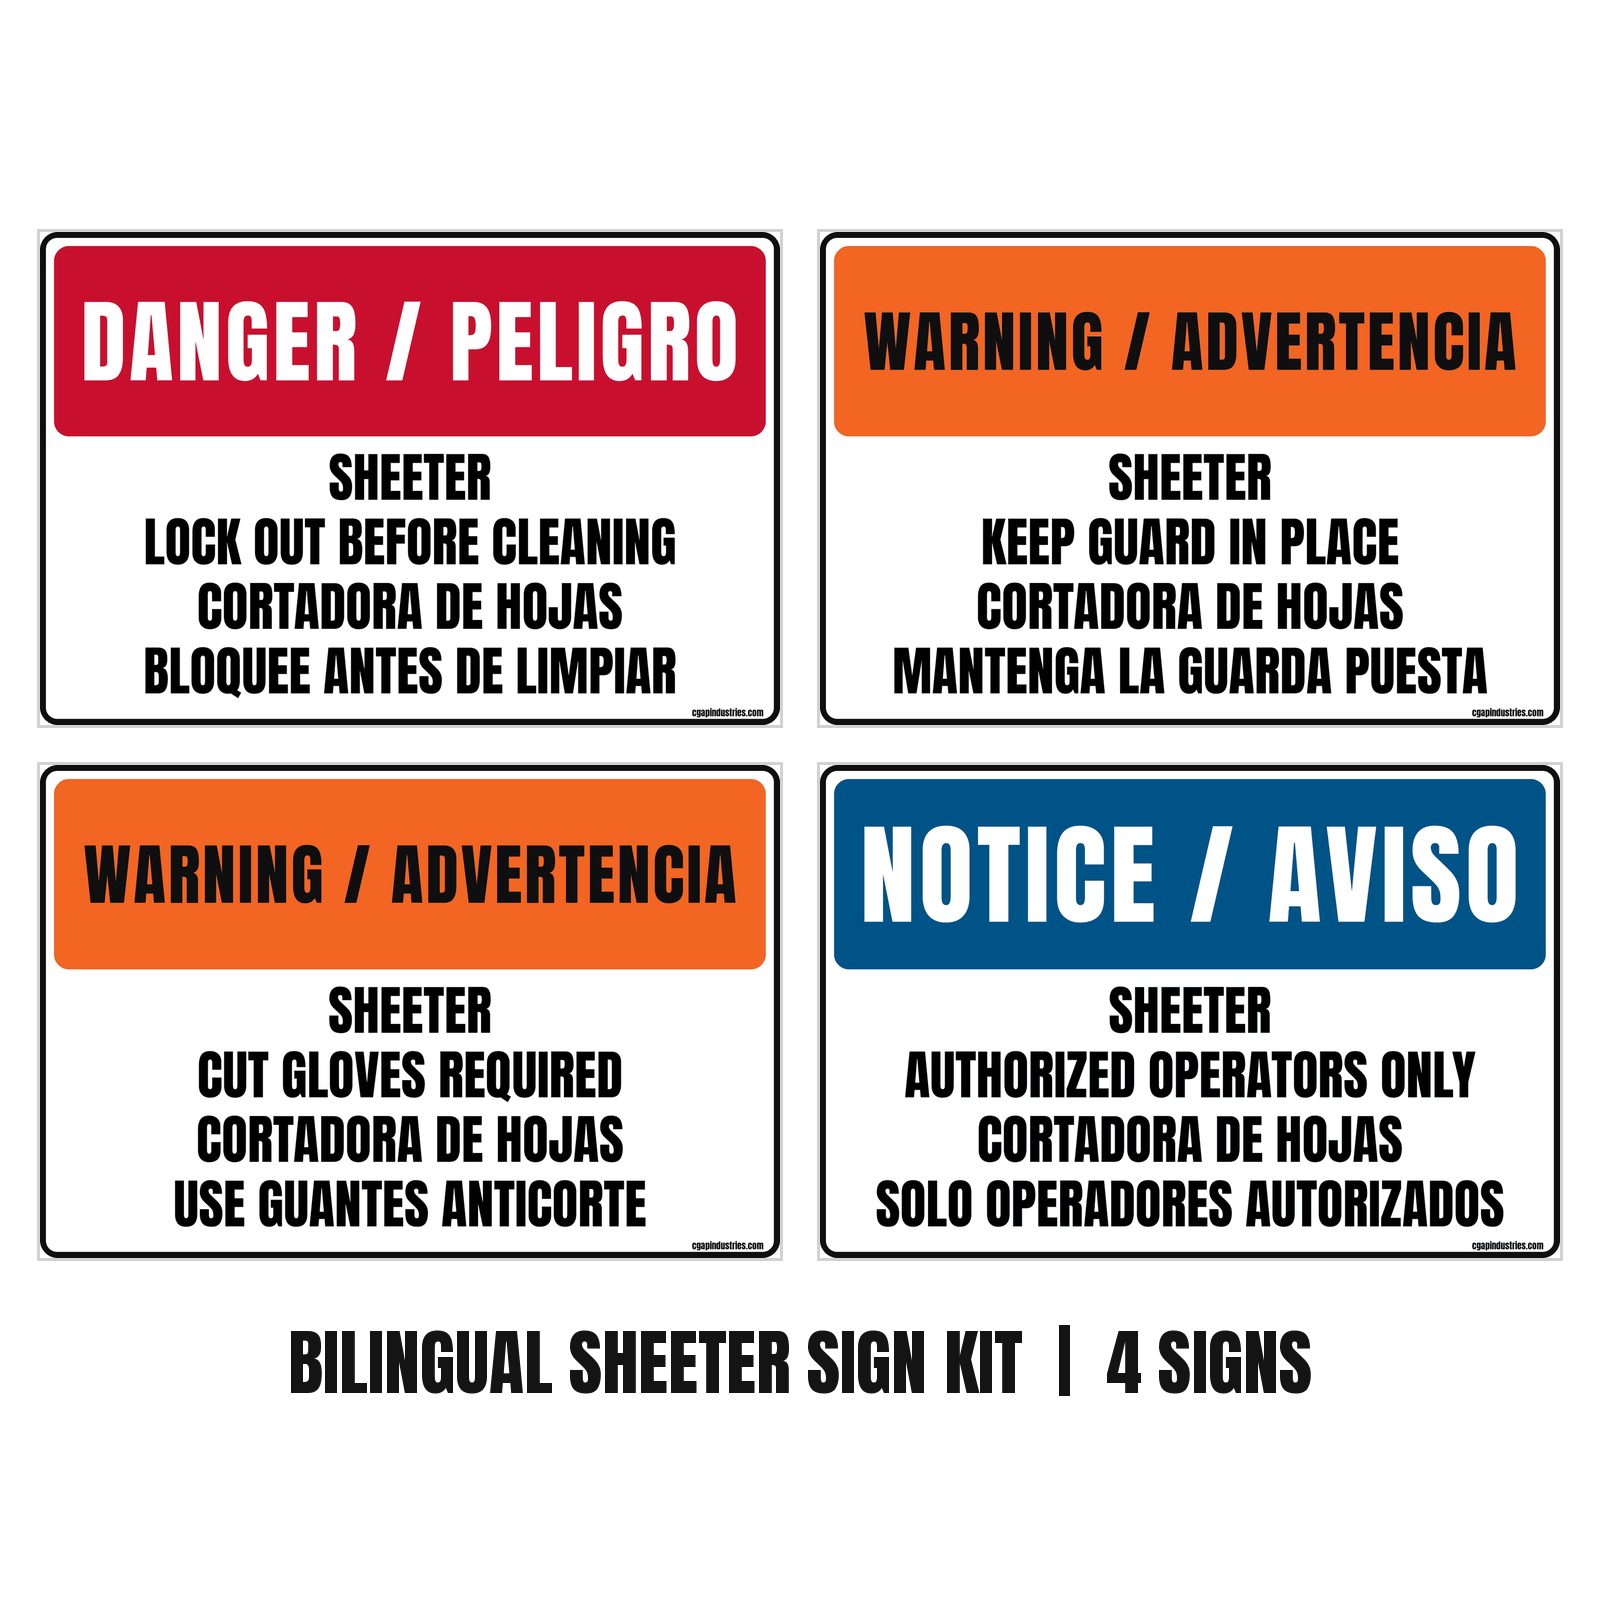 DANGER / PELIGRO
SHEETER
LOCK OUT BEFORE CLEANING
CORTADORA DE HOJAS
BLOQUEE ANTES DE LIMPIAR
cgapindustries.com
WARNING / ADVERTENCIA
SHEETER
KEEP GUARD IN PLACE
CORTADORA DE HOJAS
MANTENGA LA GUARDA PUESTA
cgapindustries.com
WARNING / ADVERTENCIA
SHEETER
CUT GLOVES REQUIRED
CORTADORA DE HOJAS
USE GUANTES ANTICORTE
cgapindustries.com
NOTICE / AVISO
SHEETER
AUTHORIZED OPERATORS ONLY
CORTADORA DE HOJAS
SOLO OPERADORES AUTORIZADOS
cgapindustries.com
BILINGUAL SHEETER SIGN KIT | 4 SIGNS